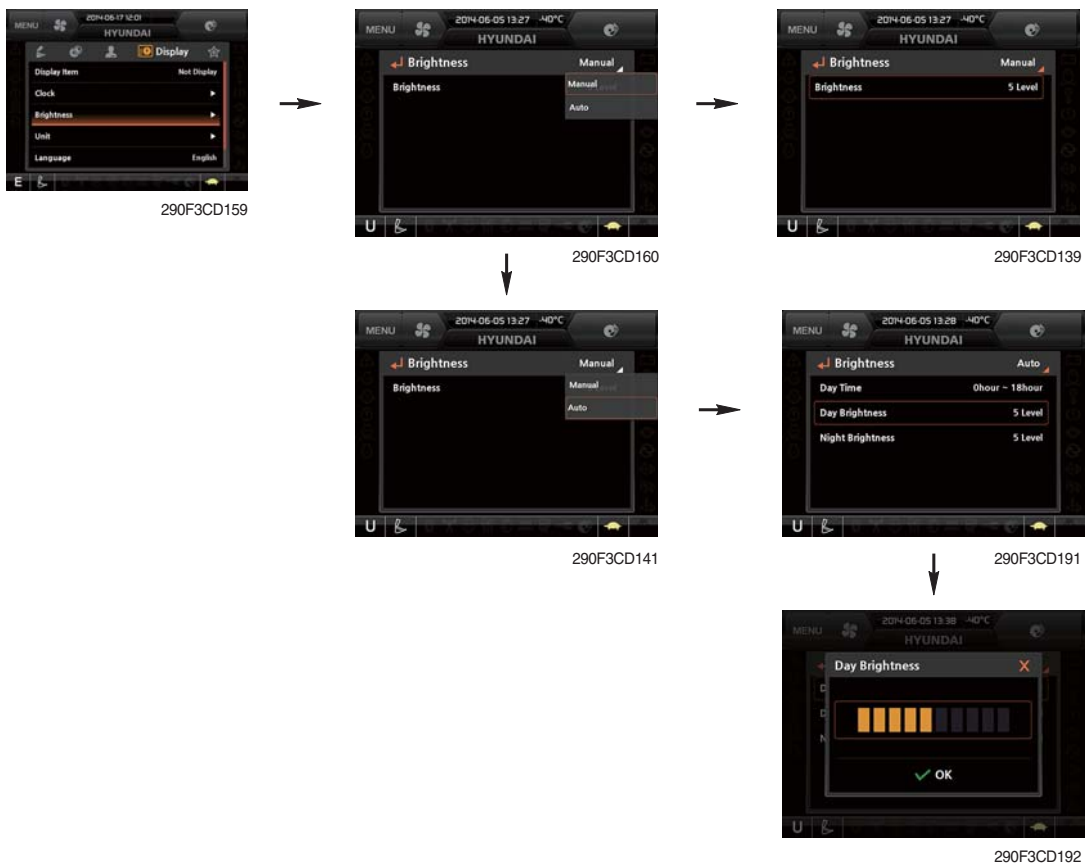 MENU
2014-06-17 12:01
HYUNDAI
Display
Display Item Not Display
Clock
Brightness
Unit
Language English
E
290F3CD159
MENU
2014-06-05 13:27 -40°C
HYUNDAI
Brightness Manual
Brightness
Manual
Auto
U
290F3CD160
MENU
2014-06-05 13:27 -40°C
HYUNDAI
Brightness Manual
Brightness 5 Level
U
290F3CD139
MENU
2014-06-05 13:27 -40°C
HYUNDAI
Brightness Manual
Brightness
Manual
Auto
U
290F3CD141
MENU
2014-06-05 13:28 -40°C
HYUNDAI
Brightness Auto
Day Time 0hour ~ 18hour
Day Brightness 5 Level
Night Brightness 5 Level
U
290F3CD191
MENU
2014-06-05 13:38 -40°C
HYUNDAI
Day Brightness X
OK
U
290F3CD192